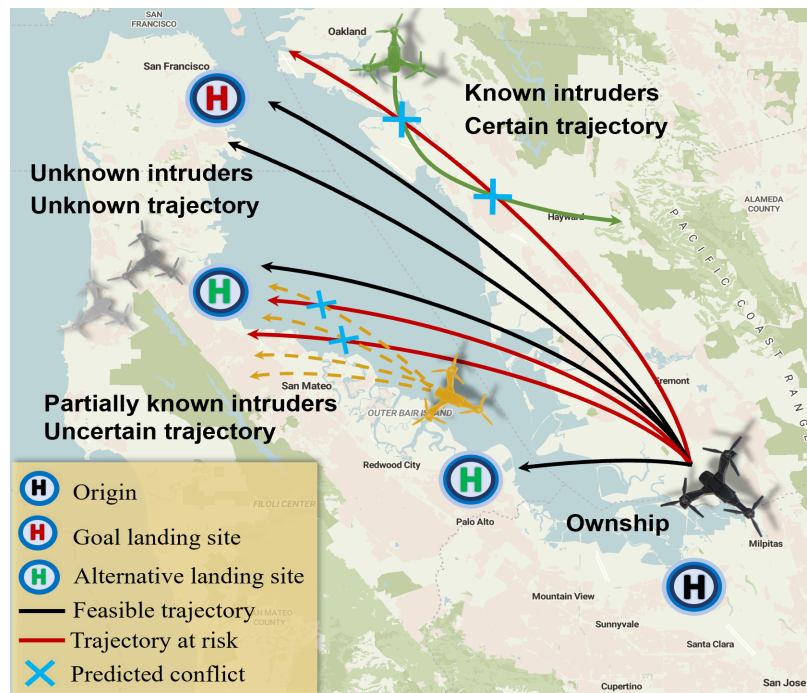 SAN
FRANCISCO
Oakland
San Francisco
H
Known intruders
Certain trajectory
Unknown intruders
Unknown trajectory
ALAMEDA
COUNTY
Hayward
PACIFIC COAST RANGE
H
San Mateo
Partially known intruders
Uncertain trajectory
OUTER BAIR ISLAND
Redwood City
H
Palo Alto
Ownship
Milpitas
FILOLI CENTER
H
Mountain View
Sunnyvale
Santa Clara
Cupertino
San Jose
H Origin
H Goal landing site
H Alternative landing site
Feasible trajectory
SAN MATEO
COUNTY
Trajectory at risk
Predicted conflict